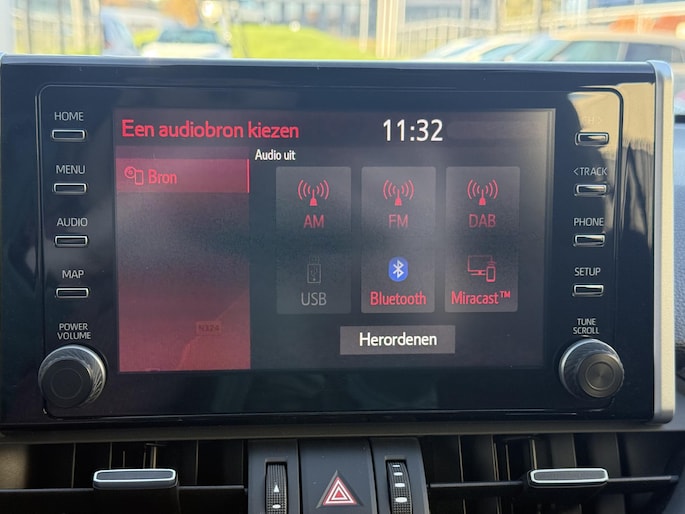 HOME
MENU
AUDIO
MAP
POWER
VOLUME
Een audiobron kiezen
11:32
Audio uit
Bron
AM
FM
DAB
USB
Bluetooth
Miracast™
Herordenen
N324
<TRACK
PHONE
SETUP
TUNE
SCROLL